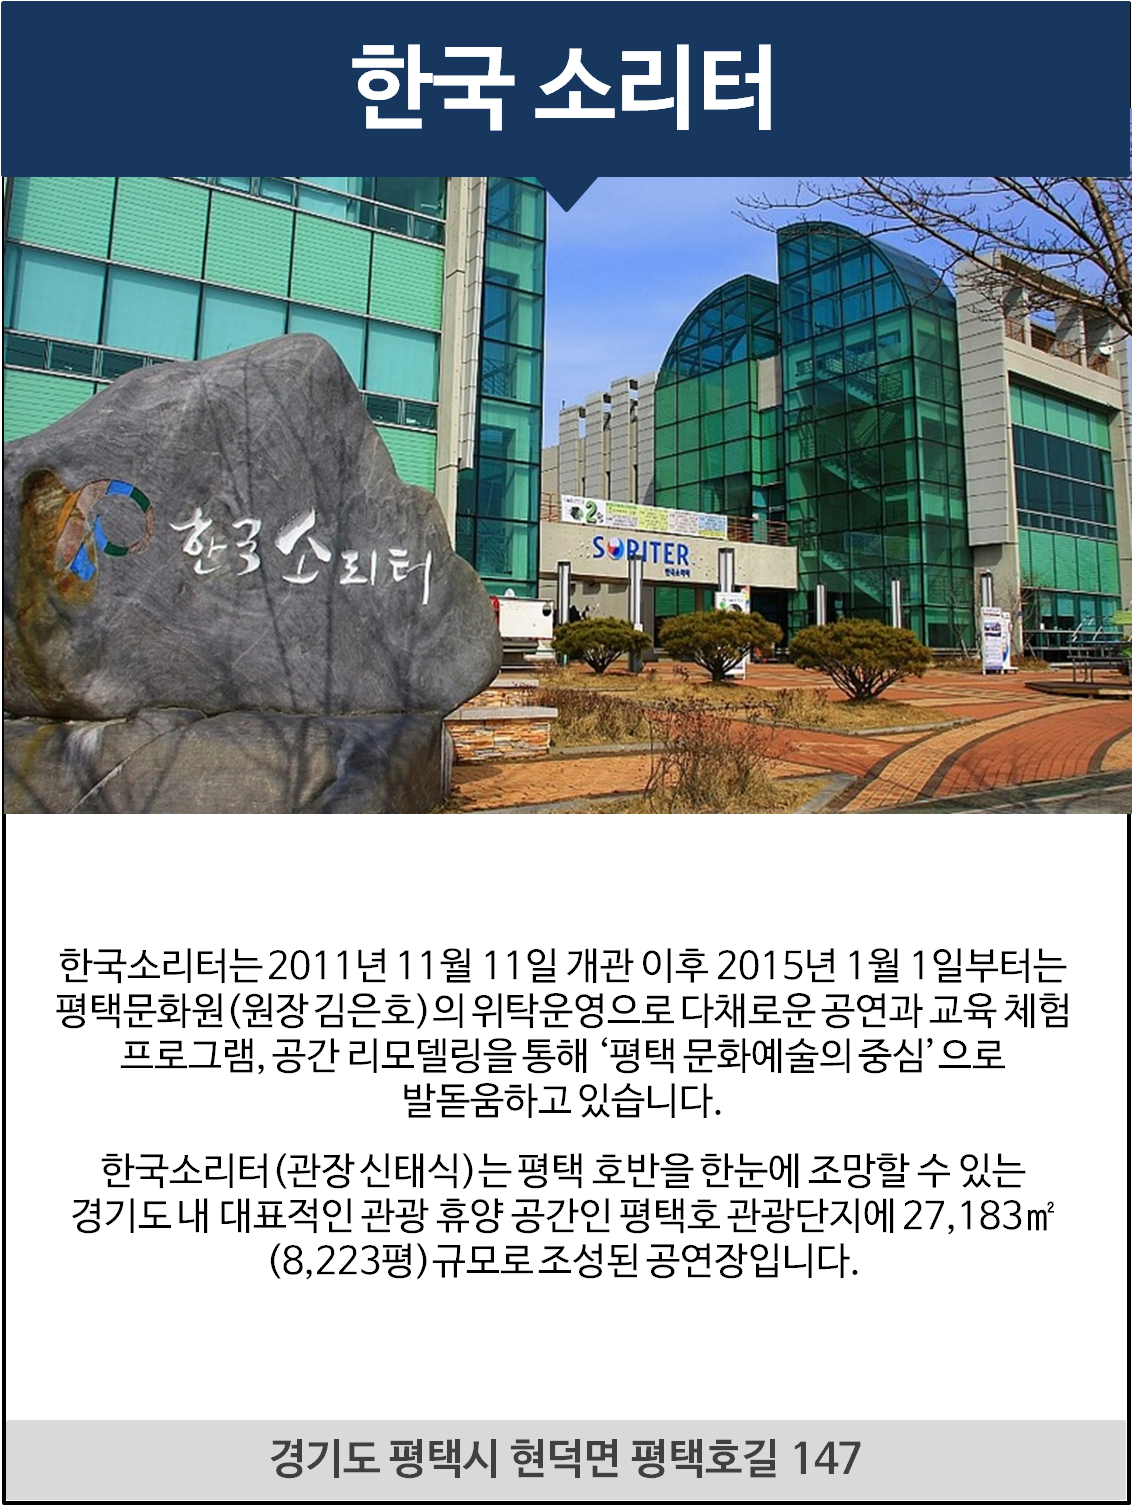 한국 소리터
한국소리터
SORITER
한국소리터
한국소리터는 2011년 11월 11일 개관 이후 2015년 1월 1일부터는
평택문화원(원장 김은호)의 위탁운영으로 다채로운 공연과 교육 체험
프로그램, 공간 리모델링을 통해 ‘평택 문화예술의 중심’으로
발돋움하고 있습니다.
한국소리터(관장 신태식)는 평택 호반을 한눈에 조망할 수 있는
경기도 내 대표적인 관광 휴양 공간인 평택호 관광단지에 27,183㎡
(8,223평) 규모로 조성된 공연장입니다.
경기도 평택시 현덕면 평택호길 147